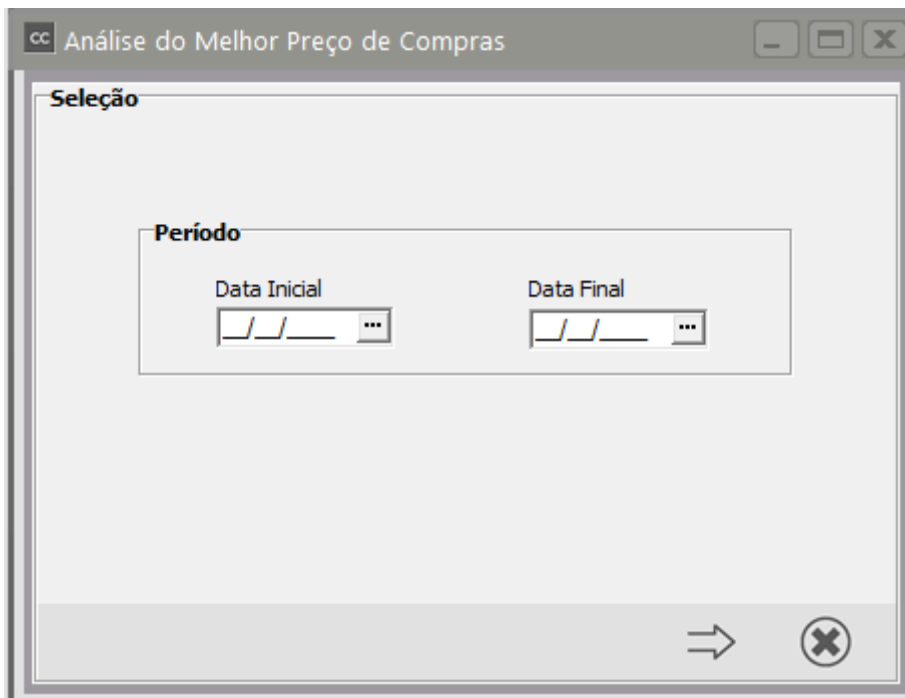 CC Análise do Melhor Preço de Compras
Seleção
Período
Data Inicial Data Final
__/__/____ ... __/__/____ ...